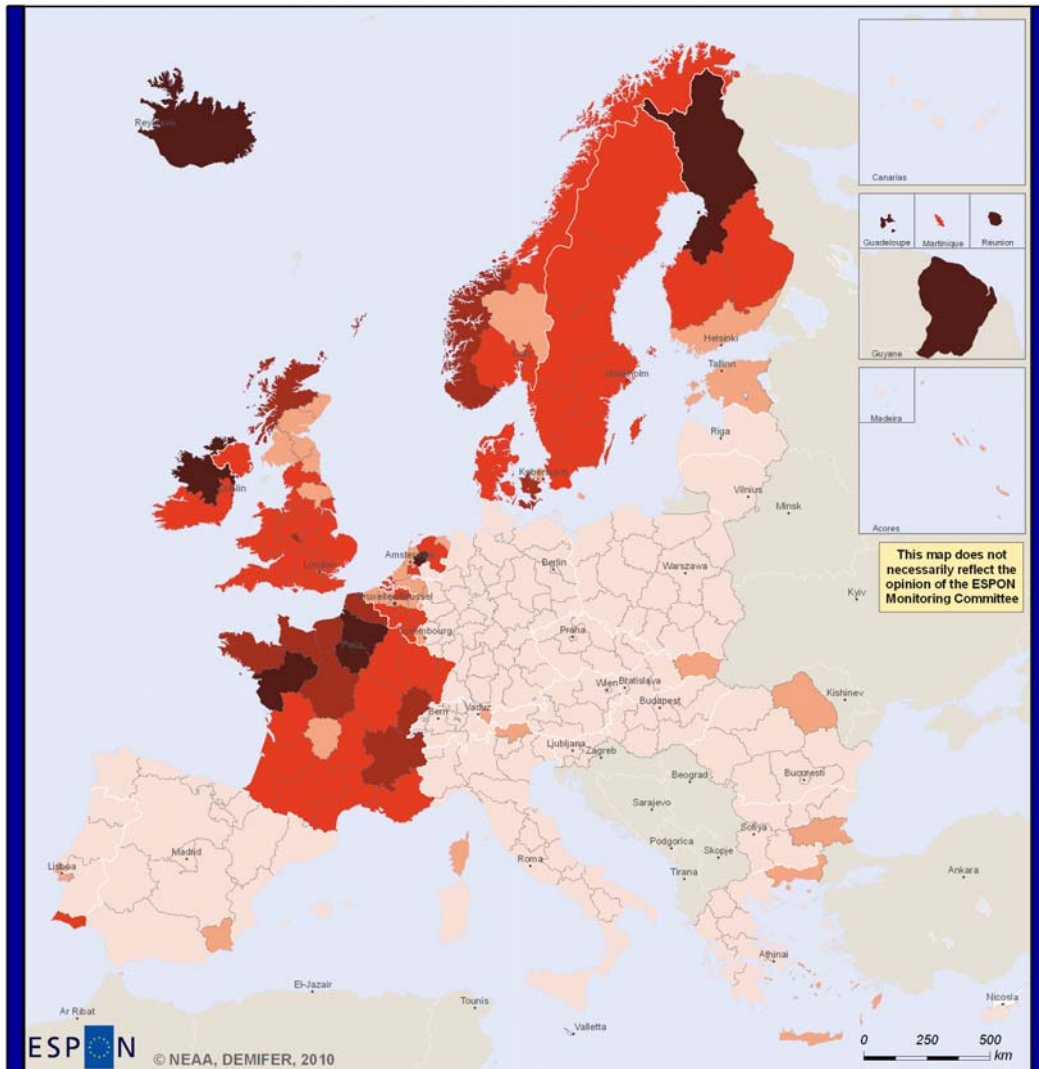 Reykjavik
Canarias
Guadeloupe
Martinique
Reunion
Guyane
Helsinki
Tallinn
Oslo
Stockholm
Madeira
Riga
Acores
Kobenhavn
Vilnius
Minsk
Dublin
This map does not
necessarily reflect the
opinion of the ESPON
Monitoring Committee
Amsterdam
Berlin
Warszawa
London
Kyiv
Bruxelles/Brussel
Luxembourg
Praha
Paris
Kishinev
Wien
Bratislava
Budapest
Bern
Vaduz
Ljubljana
Zagreb
Bucuresti
Beograd
Sarajevo
Sofiya
Podgorica
Skopje
Madrid
Roma
Tirana
Lisboa
Ankara
Athinai
El-Jazair
Tounis
Nicosia
Ar Ribat
Valletta
ESPON
© NEAA, DEMIFER, 2010
0 250 500
km